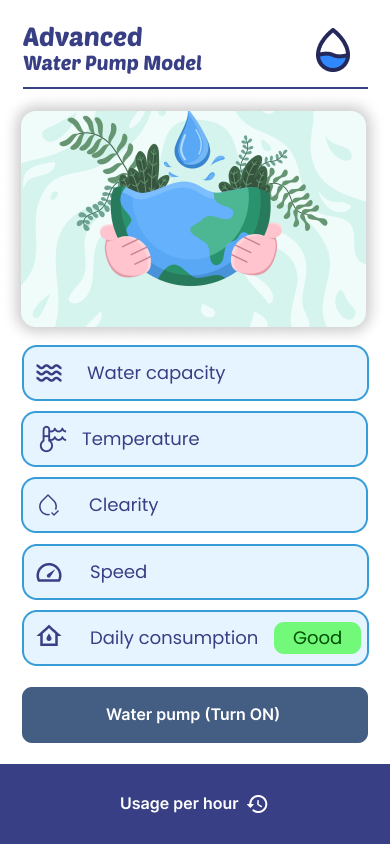 Advanced
Water Pump Model
Water capacity
Temperature
Clearity
Speed
Daily consumption Good
Water pump (Turn ON)
Usage per hour